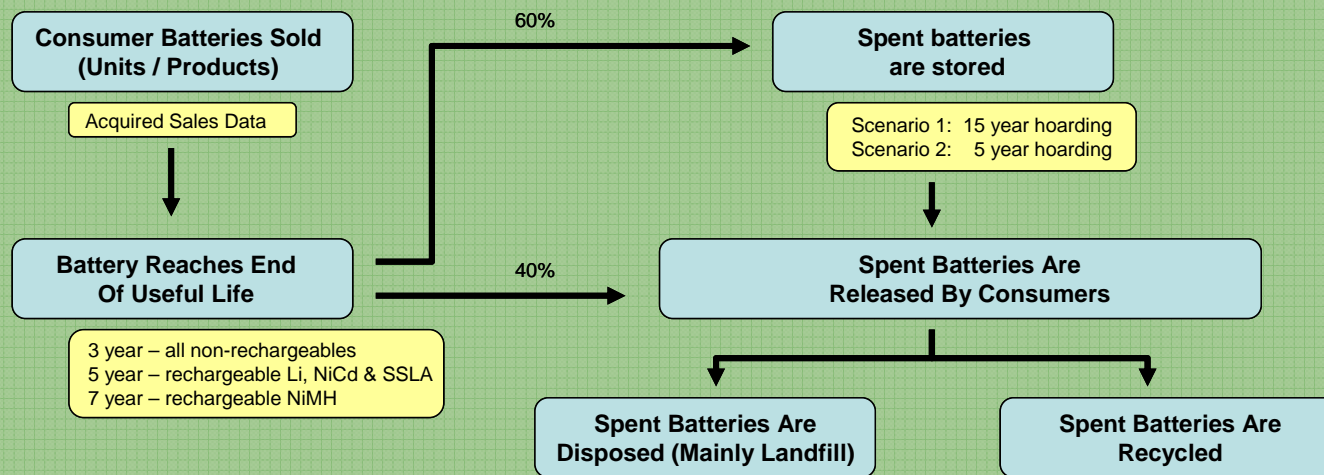 Consumer Batteries Sold
(Units / Products)
Acquired Sales Data
60%
Spent batteries
are stored
Scenario 1: 15 year hoarding
Scenario 2: 5 year hoarding
Battery Reaches End
Of Useful Life
3 year – all non-rechargeables
5 year – rechargeable Li, NiCd & SSLA
7 year – rechargeable NiMH
40%
Spent Batteries Are
Released By Consumers
Spent Batteries Are
Disposed (Mainly Landfill)
Spent Batteries Are
Recycled